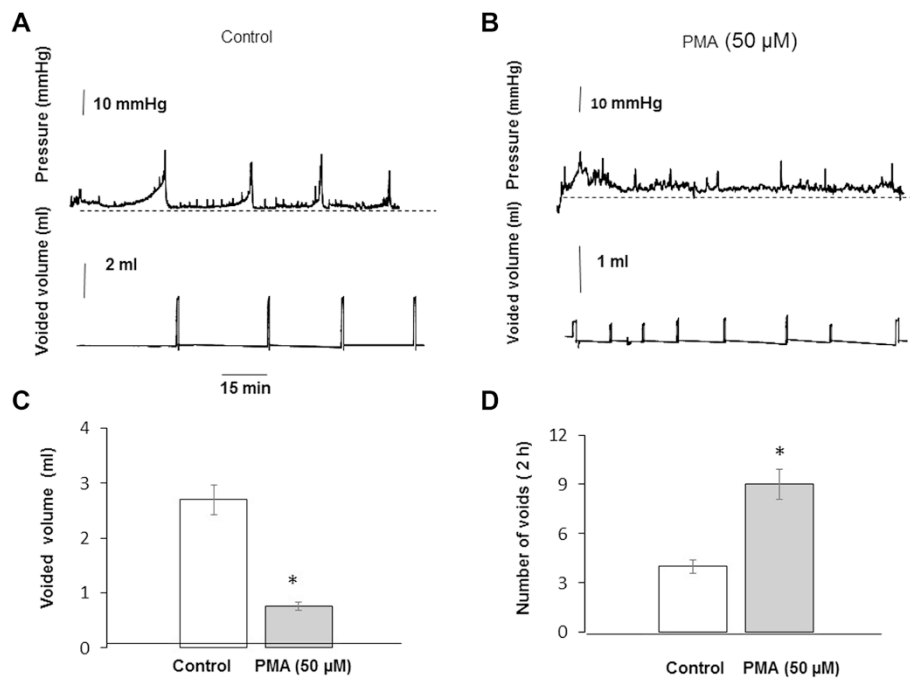 A
Control
Pressure (mmHg)
10 mmHg
Voided volume (ml)
2 ml
15 min
B
PMA (50 µM)
Pressure (mmHg)
10 mmHg
Voided volume (ml)
1 ml
C
Voided volume (ml)
4
3
2
1
0
*
Control PMA (50 µM)
D
Number of voids ( 2 h)
12
9
6
3
0
*
Control PMA (50 µM)